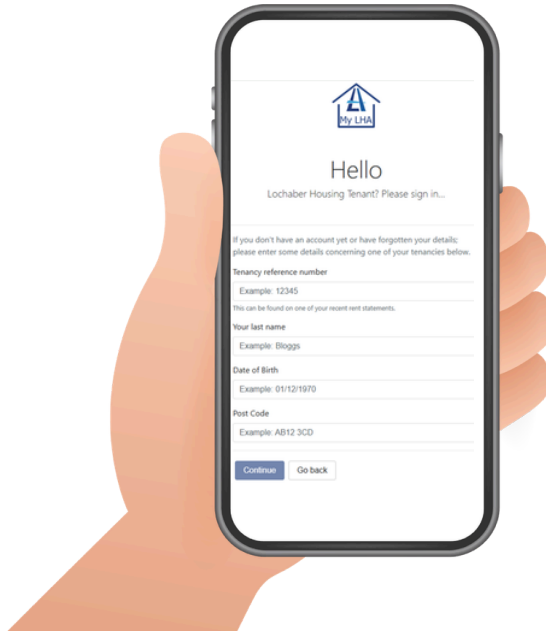 My LHA
Hello
Lochaber Housing Tenant? Please sign in...
If you don't have an account yet or have forgotten your details;
please enter some details concerning one of your tenancies below.
Tenancy reference number
Example: 12345
This can be found on one of your recent rent statements.
Your last name
Example: Bloggs
Date of Birth
Example: 01/12/1970
Post Code
Example: AB12 3CD
Continue Go back